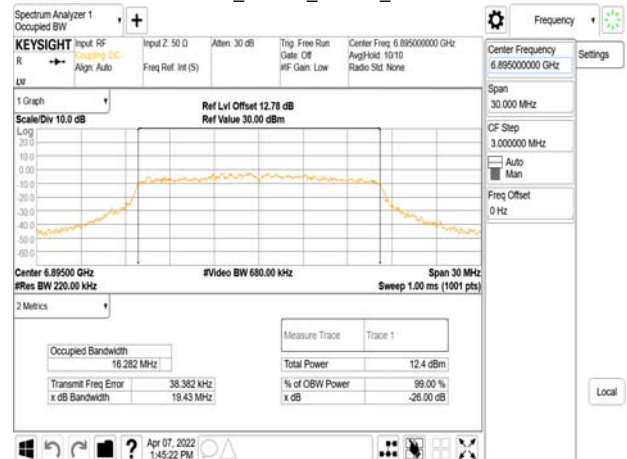 Spectrum Analyzer 1
Occupied BW
Frequency
KEYSIGHT
R
LM
Input: RF
Coupling: DC
Align: Auto
Input Z: 50 Ω
Freq Ref: Int (S)
Atten: 30 dB
Trig: Free Run
Gate: Off
#IF Gain: Low
Center Freq: 6.895000000 GHz
Avg|Hold: 10/10
Radio Std: None
Center Frequency
6.895000000 GHz
Settings
Span
30.000 MHz
CF Step
3.000000 MHz
Auto
Man
Freq Offset
0 Hz
Local
1 Graph
Scale/Div 10.0 dB
Ref Lvl Offset 12.78 dB
Ref Value 30.00 dBm
Log
20.0
10.0
0.00
-10.0
-20.0
-30.0
-40.0
-50.0
-60.0
Center 6.89500 GHz
#Res BW 220.00 kHz
#Video BW 680.00 kHz
Span 30 MHz
Sweep 1.00 ms (1001 pts)
2 Metrics
Measure Trace Trace 1
Occupied Bandwidth
16.282 MHz
Total Power 12.4 dBm
Transmit Freq Error 38.382 kHz
% of OBW Power 99.00 %
x dB Bandwidth 19.43 MHz
x dB -26.00 dB
?
Apr 07, 2022
1:45:22 PM